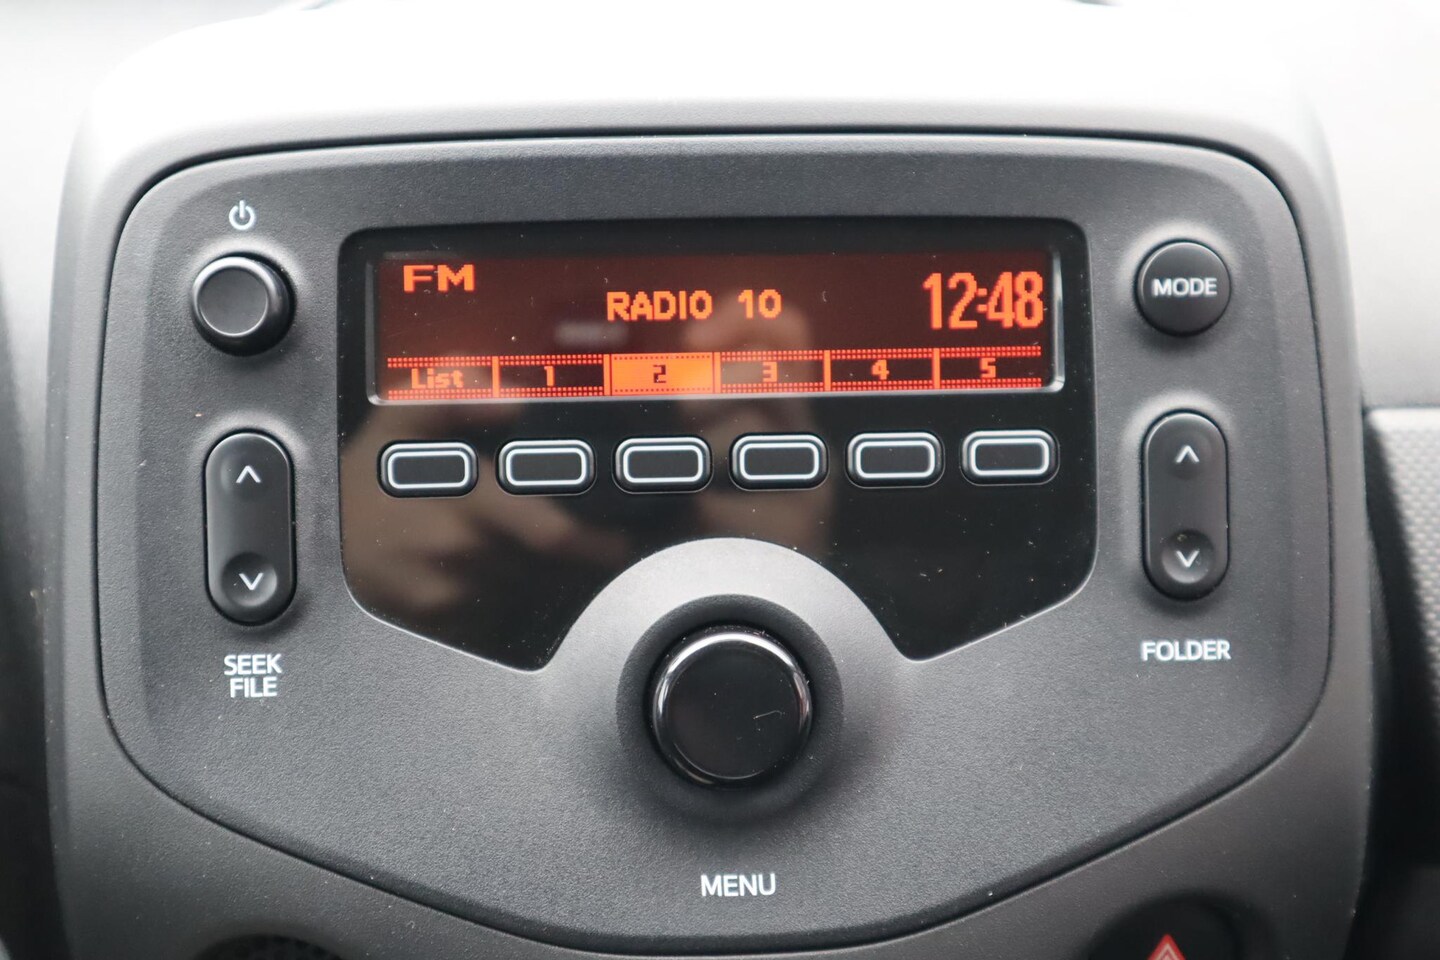 FM
RADIO 10
12:48
List 1 2 3 4 5
MODE
SEEK
FILE
FOLDER
MENU